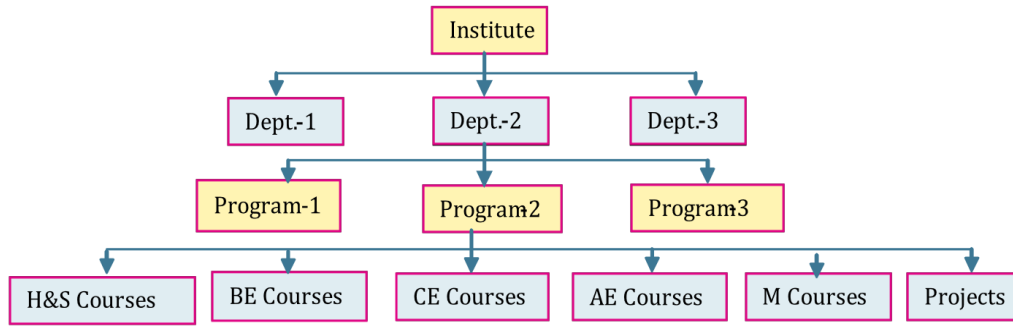 Institute
Dept.-1
Dept.-2
Dept.-3
Program-1
Program-2
Program-3
H&S Courses
BE Courses
CE Courses
AE Courses
M Courses
Projects